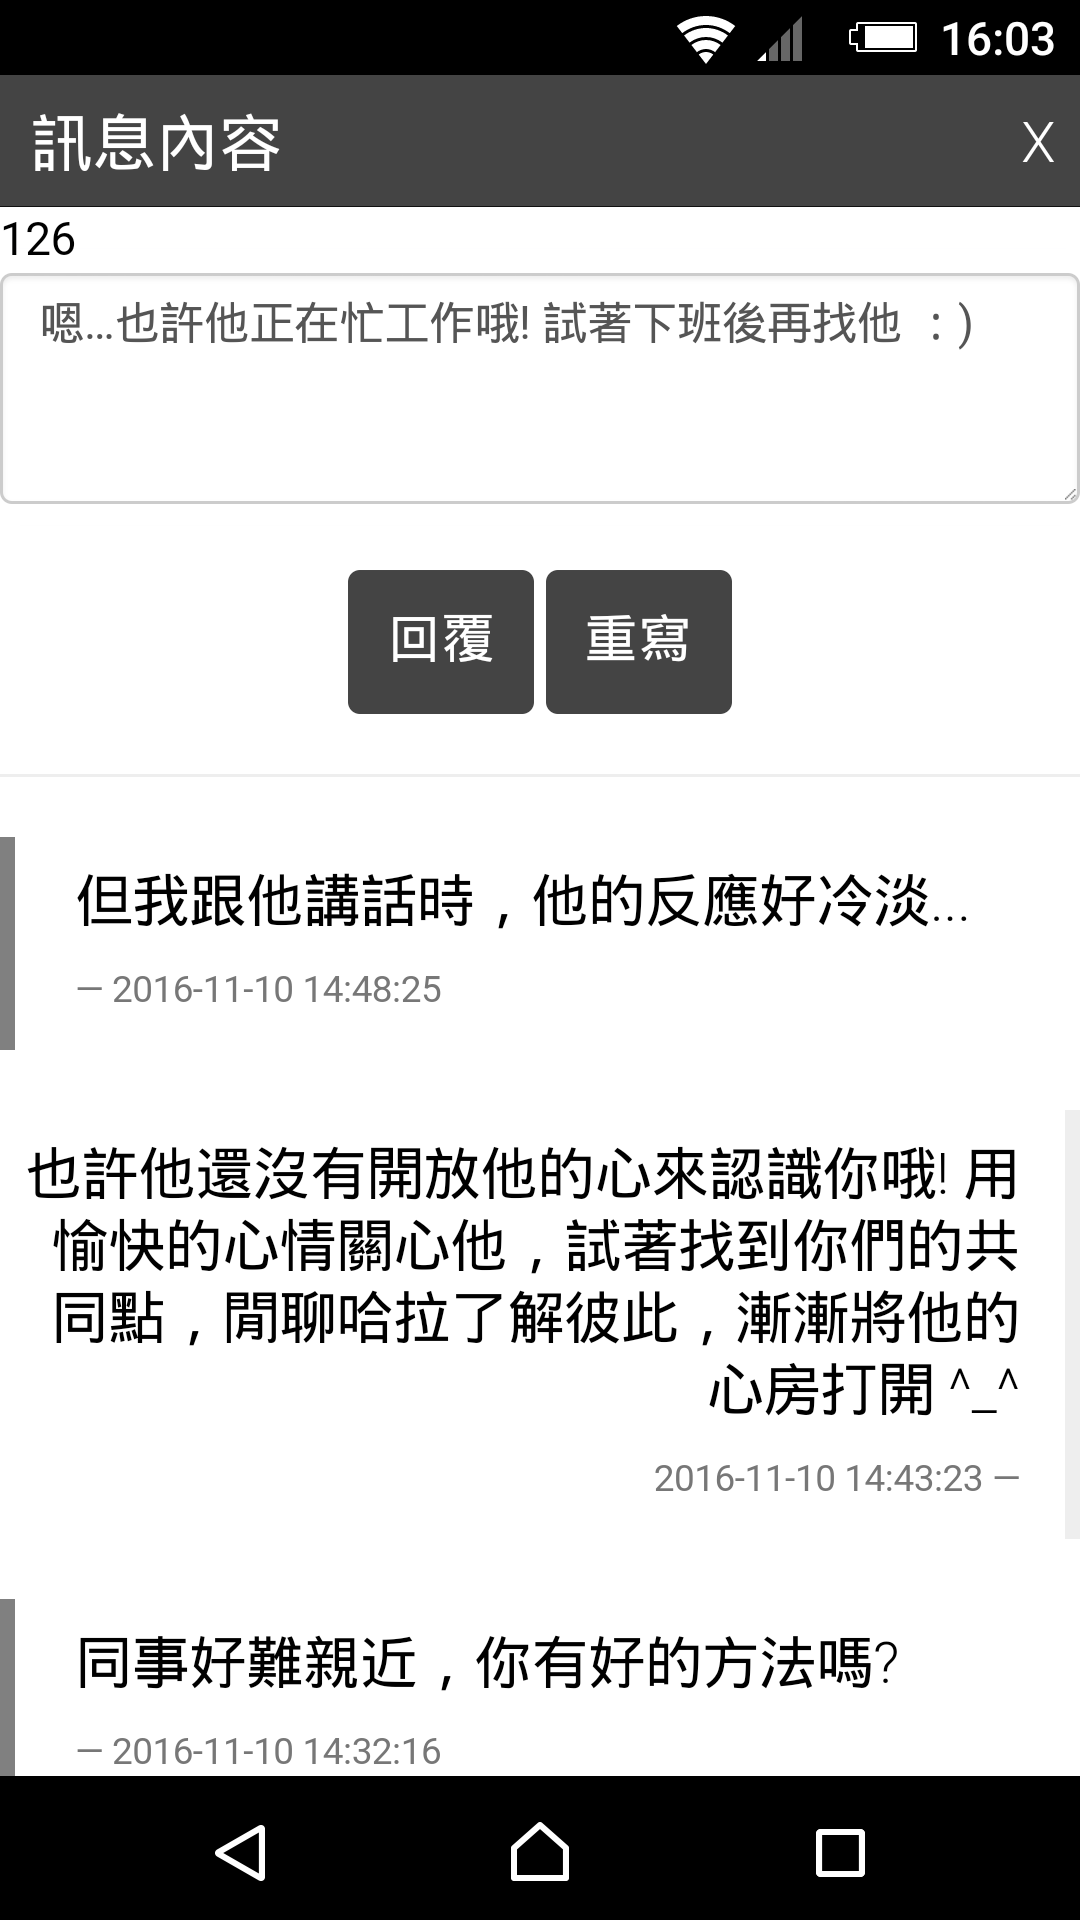 16:03
訊息內容
X
126
嗯...也許他正在忙工作哦! 試著下班後再找他 ：)
回覆
重寫
但我跟他講話時，他的反應好冷淡...
— 2016-11-10 14:48:25
也許他還沒有開放他的心來認識你哦! 用
愉快的心情關心他，試著找到你們的共
同點，閒聊哈拉了解彼此，漸漸將他的
心房打開 ^_^
2016-11-10 14:43:23 —
同事好難親近，你有好的方法嗎?
— 2016-11-10 14:32:16